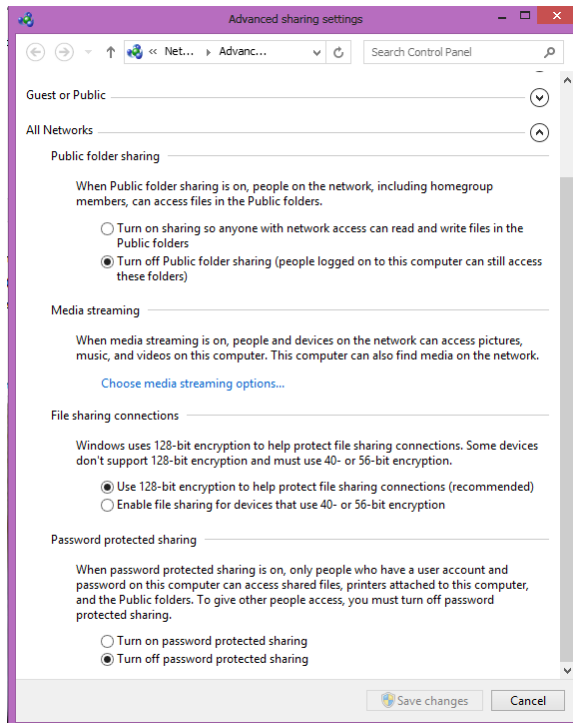 Advanced sharing settings
« Net... Advanc... Search Control Panel
Guest or Public
All Networks
Public folder sharing
When Public folder sharing is on, people on the network, including homegroup
members, can access files in the Public folders.
Turn on sharing so anyone with network access can read and write files in the
Public folders
Turn off Public folder sharing (people logged on to this computer can still access
these folders)
Media streaming
When media streaming is on, people and devices on the network can access pictures,
music, and videos on this computer. This computer can also find media on the network.
Choose media streaming options...
File sharing connections
Windows uses 128-bit encryption to help protect file sharing connections. Some devices
don't support 128-bit encryption and must use 40- or 56-bit encryption.
Use 128-bit encryption to help protect file sharing connections (recommended)
Enable file sharing for devices that use 40- or 56-bit encryption
Password protected sharing
When password protected sharing is on, only people who have a user account and
password on this computer can access shared files, printers attached to this computer,
and the Public folders. To give other people access, you must turn off password
protected sharing.
Turn on password protected sharing
Turn off password protected sharing
Save changes Cancel